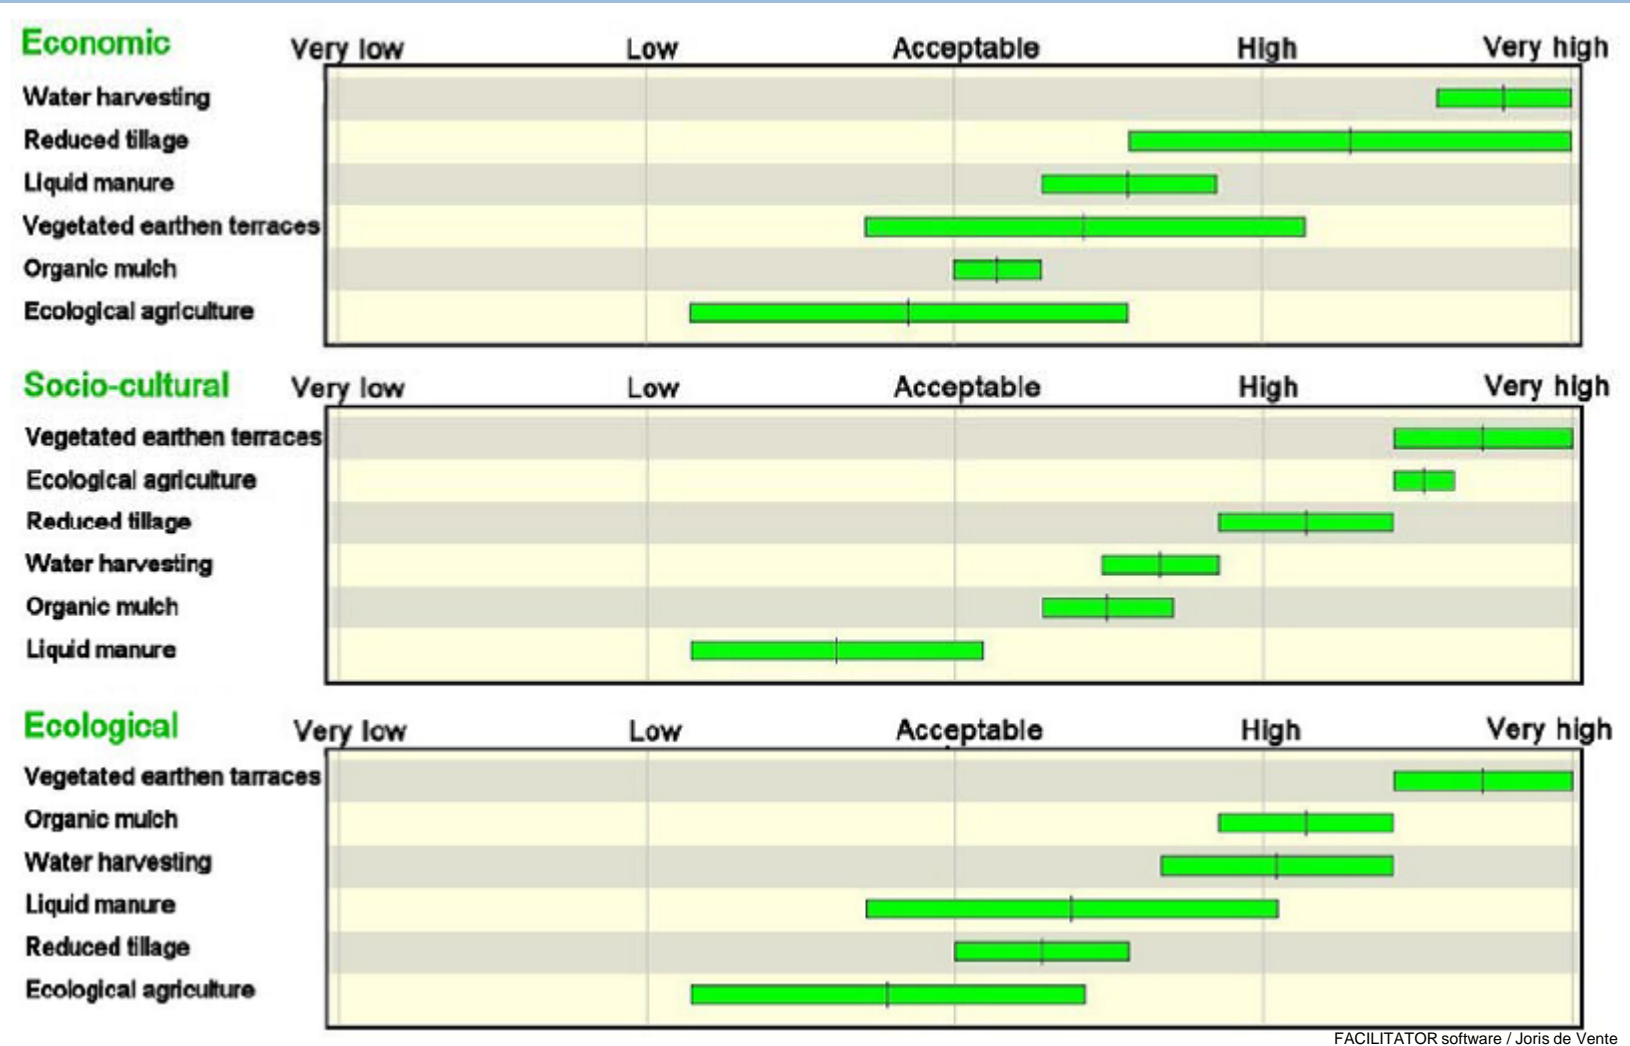 Economic Very low Low Acceptable High Very high
Water harvesting
Reduced tillage
Liquid manure
Vegetated earthen terraces
Organic mulch
Ecological agriculture
Socio-cultural Very low Low Acceptable High Very high
Vegetated earthen terraces
Ecological agriculture
Reduced tillage
Water harvesting
Organic mulch
Liquid manure
Ecological Very low Low Acceptable High Very high
Vegetated earthen tarraces
Organic mulch
Water harvesting
Liquid manure
Reduced tillage
Ecological agriculture
FACILITATOR software / Joris de Vente